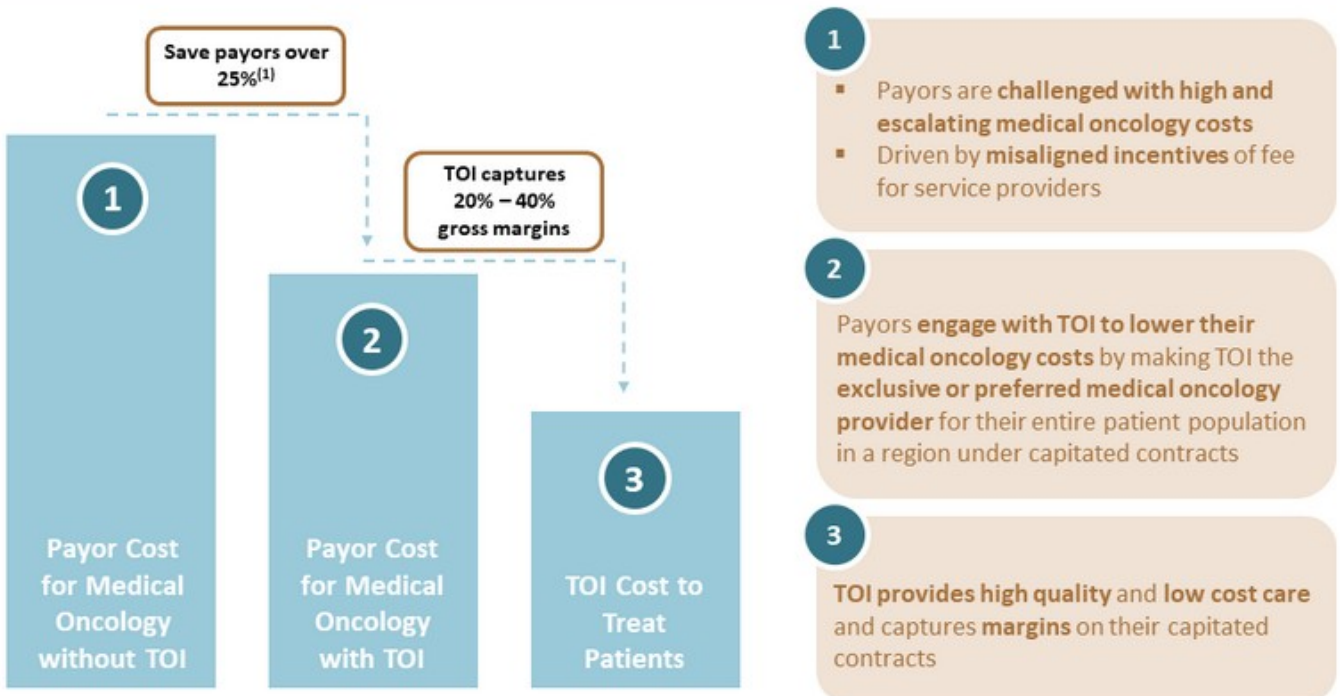 Save payors over
25%(1)
TOI captures
20% – 40%
gross margins
1
Payor Cost
for Medical
Oncology
without TOI
2
Payor Cost
for Medical
Oncology
with TOI
3
TOI Cost to
Treat
Patients
1
▪ Payors are challenged with high and
escalating medical oncology costs
▪ Driven by misaligned incentives of fee
for service providers
2
Payors engage with TOI to lower their
medical oncology costs by making TOI the
exclusive or preferred medical oncology
provider for their entire patient population
in a region under capitated contracts
3
TOI provides high quality and low cost care
and captures margins on their capitated
contracts